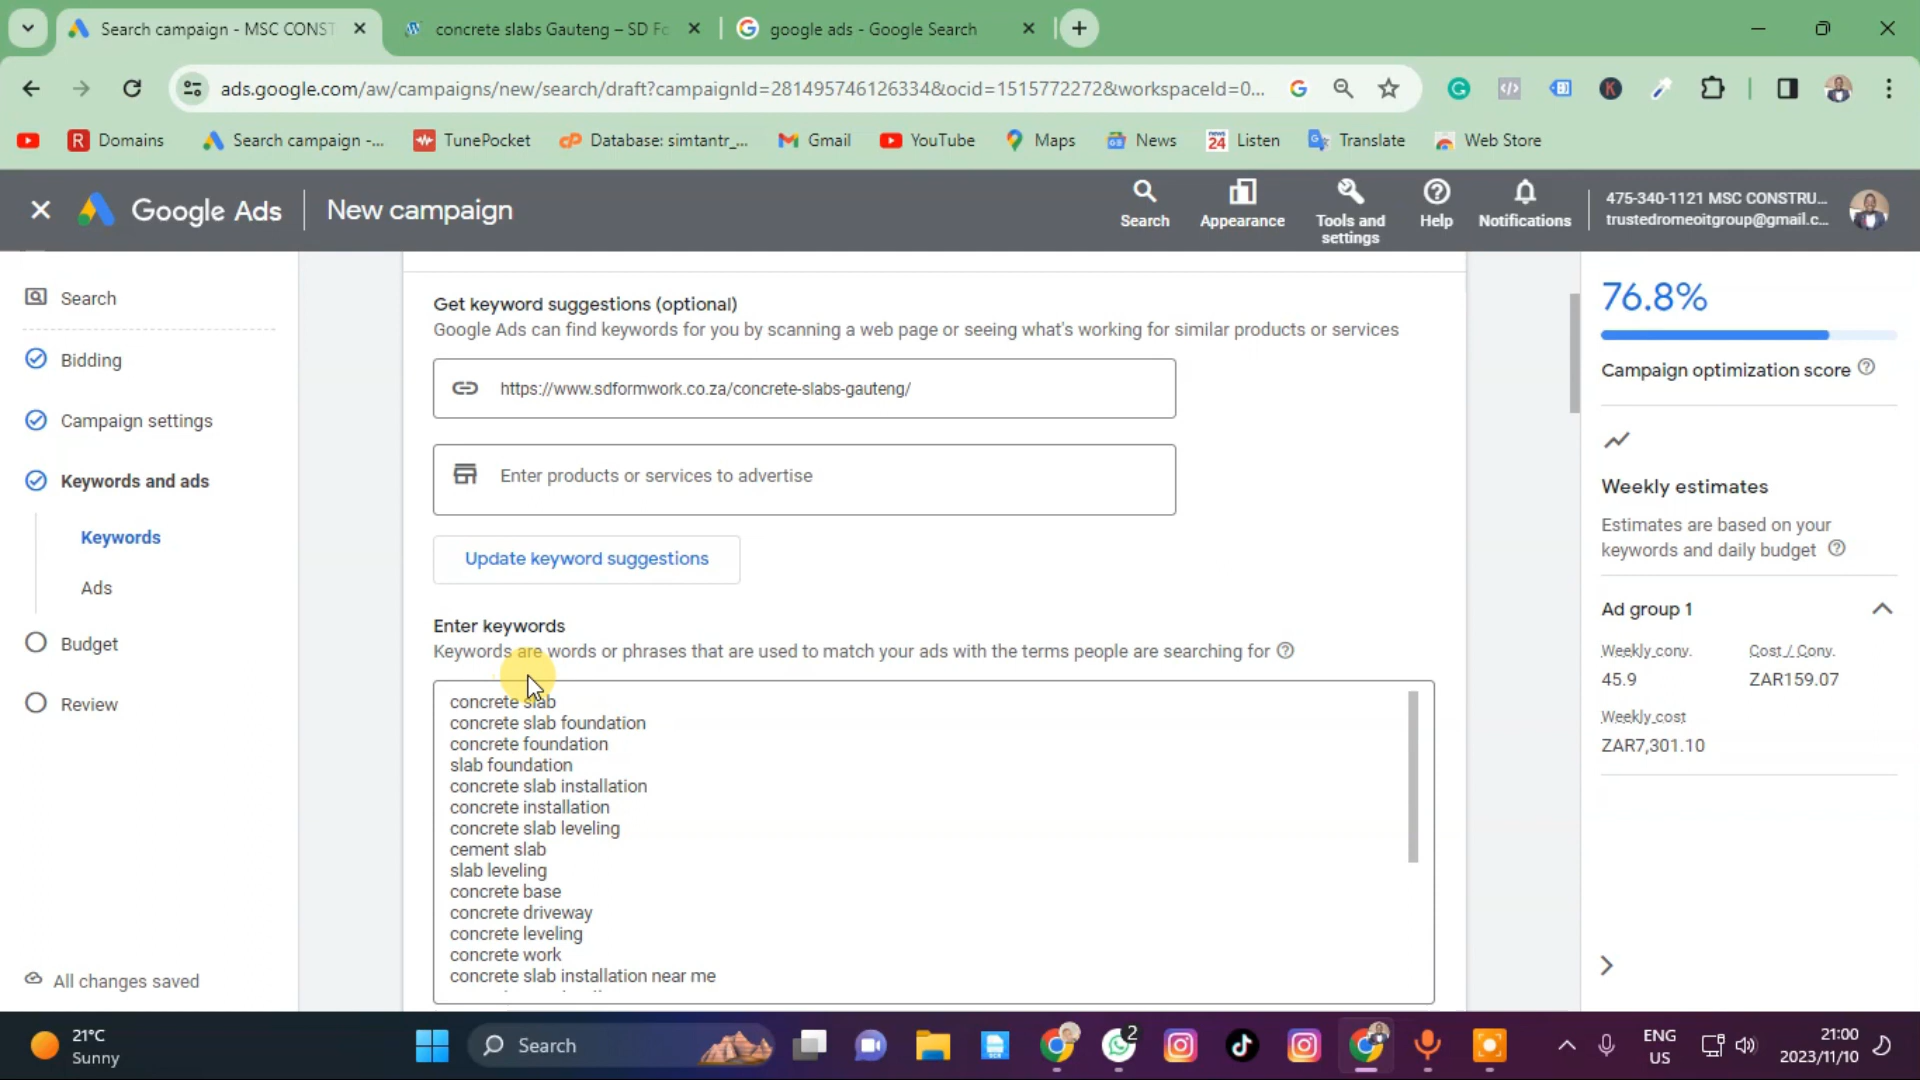 Search campaign - MSC CONST
concrete slabs Gauteng – SD Fo
google ads - Google Search
ads.google.com/aw/campaigns/new/search/draft?campaignId=281495746126334&ocid=1515772272&workspaceId=0...
Domains
Search campaign -...
TunePocket
Database: simtantr_...
Gmail
YouTube
Maps
News
Listen
Translate
Web Store
Google Ads
New campaign
Search
Appearance
Tools and settings
Help
Notifications
475-340-1121 MSC CONSTRU...
trustedromeoitgroup@gmail.c...
Search
Bidding
Campaign settings
Keywords and ads
Keywords
Ads
Budget
Review
All changes saved
Get keyword suggestions (optional)
Google Ads can find keywords for you by scanning a web page or seeing what's working for similar products or services
https://www.sdformwork.co.za/concrete-slabs-gauteng/
Enter products or services to advertise
Update keyword suggestions
Enter keywords
Keywords are words or phrases that are used to match your ads with the terms people are searching for
concrete slab
concrete slab foundation
concrete foundation
slab foundation
concrete slab installation
concrete installation
concrete slab leveling
cement slab
slab leveling
concrete base
concrete driveway
concrete leveling
concrete work
concrete slab installation near me
76.8%
Campaign optimization score
Weekly estimates
Estimates are based on your
keywords and daily budget
Ad group 1
Weekly conv.
Cost / Conv.
45.9
ZAR159.07
Weekly cost
ZAR7,301.10
21°C
Sunny
Search
2
ENG
US
21:00
2023/11/10